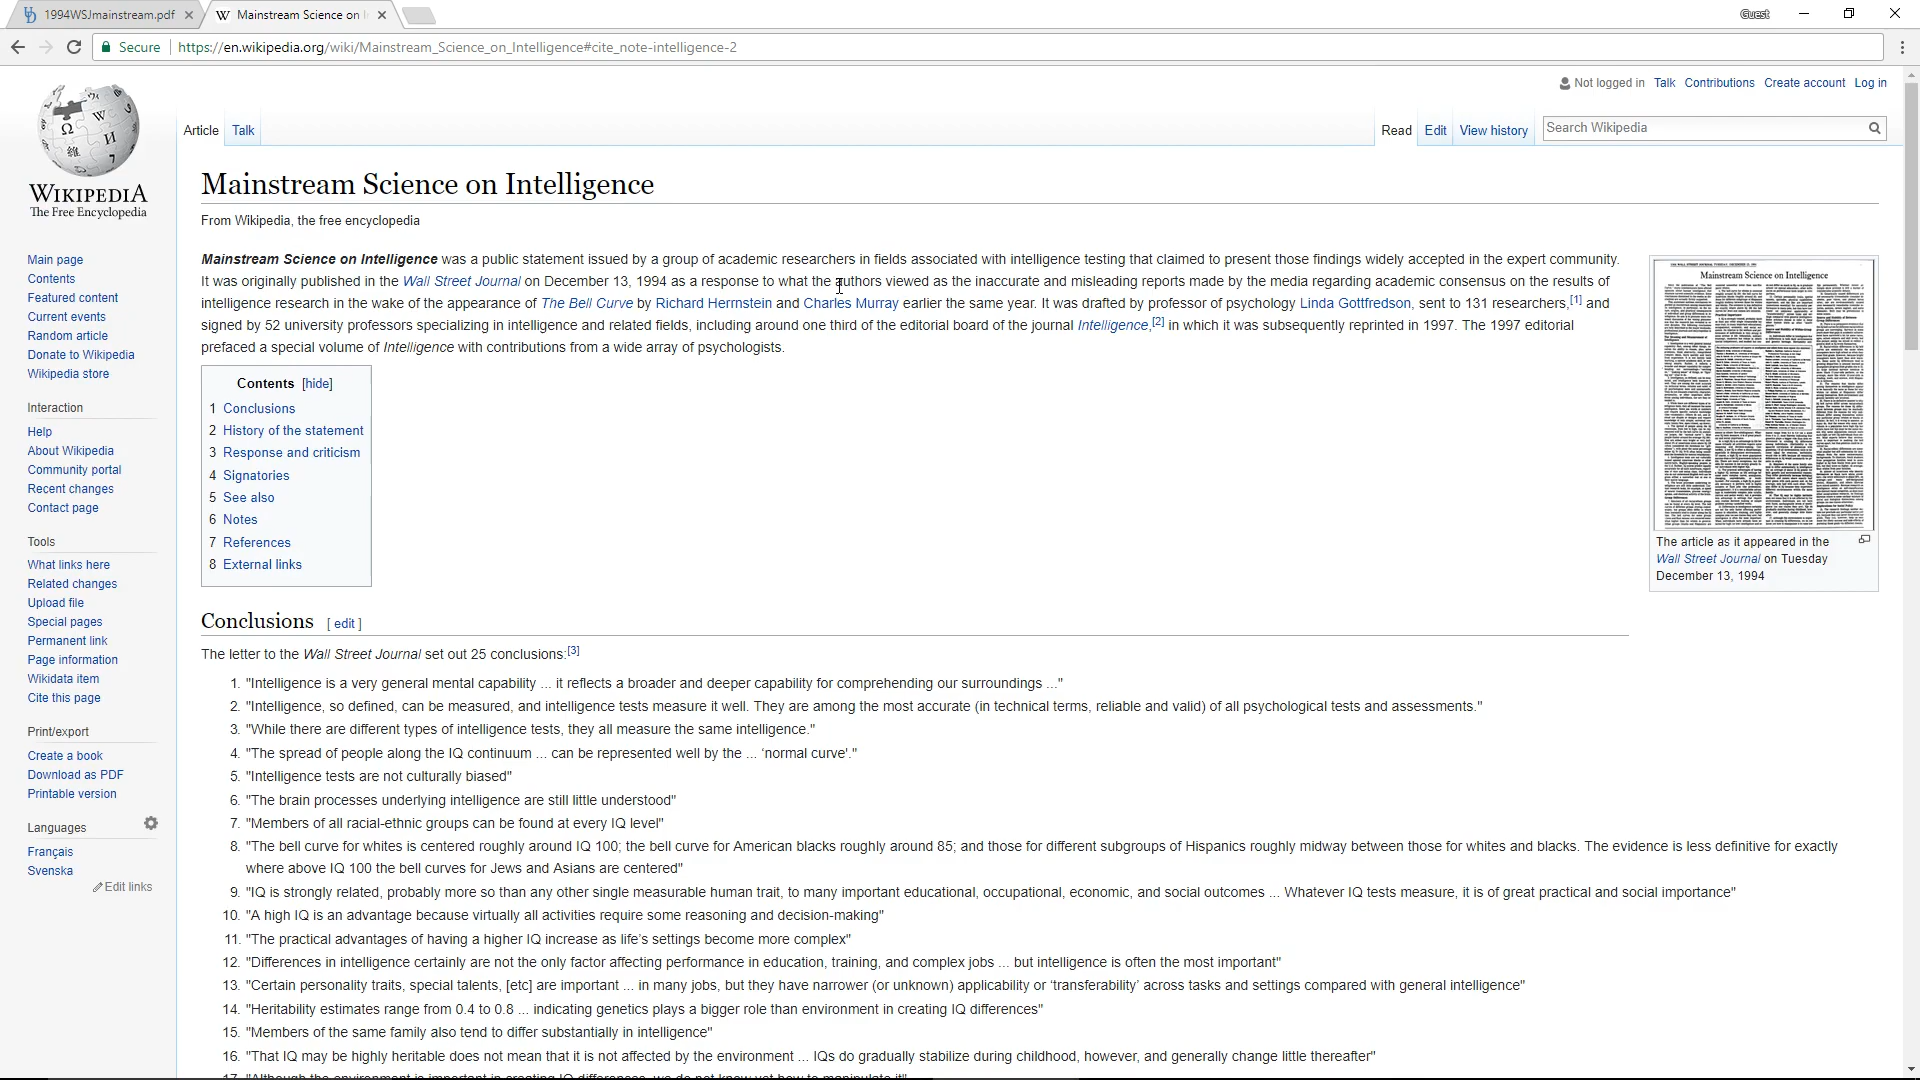 1994WSJmainstream.pdf
Mainstream Science on
Guest
Secure
https://en.wikipedia.org/wiki/Mainstream_Science_on_Intelligence#cite_note-intelligence-2
Not logged in Talk Contributions Create account Log in
WIKIPEDIA
The Free Encyclopedia
Article Talk
Read Edit View history
Search Wikipedia
Main page
Contents
Featured content
Current events
Random article
Donate to Wikipedia
Wikipedia store
Interaction
Help
About Wikipedia
Community portal
Recent changes
Contact page
Tools
What links here
Related changes
Upload file
Special pages
Permanent link
Page information
Wikidata item
Cite this page
Print/export
Create a book
Download as PDF
Printable version
Languages
Français
Svenska
Edit links
Mainstream Science on Intelligence
From Wikipedia, the free encyclopedia
Mainstream Science on Intelligence was a public statement issued by a group of academic researchers in fields associated with intelligence testing that claimed to present those findings widely accepted in the expert community.
It was originally published in the Wall Street Journal on December 13, 1994 as a response to what the authors viewed as the inaccurate and misleading reports made by the media regarding academic consensus on the results of
intelligence research in the wake of the appearance of The Bell Curve by Richard Herrnstein and Charles Murray earlier the same year. It was drafted by professor of psychology Linda Gottfredson, sent to 131 researchers,[1] and
signed by 52 university professors specializing in intelligence and related fields, including around one third of the editorial board of the journal Intelligence,[2] in which it was subsequently reprinted in 1997. The 1997 editorial
prefaced a special volume of Intelligence with contributions from a wide array of psychologists.
Mainstream Science on Intelligence
The article as it appeared in the
Wall Street Journal on Tuesday
December 13, 1994
Contents [hide]
1 Conclusions
2 History of the statement
3 Response and criticism
4 Signatories
5 See also
6 Notes
7 References
8 External links
Conclusions [ edit ]
The letter to the Wall Street Journal set out 25 conclusions:[3]
1. "Intelligence is a very general mental capability ... it reflects a broader and deeper capability for comprehending our surroundings ..."
2. "Intelligence, so defined, can be measured, and intelligence tests measure it well. They are among the most accurate (in technical terms, reliable and valid) of all psychological tests and assessments."
3. "While there are different types of intelligence tests, they all measure the same intelligence."
4. "The spread of people along the IQ continuum ... can be represented well by the ... ‘normal curve'."
5. "Intelligence tests are not culturally biased"
6. "The brain processes underlying intelligence are still little understood"
7. "Members of all racial-ethnic groups can be found at every IQ level"
8. "The bell curve for whites is centered roughly around IQ 100; the bell curve for American blacks roughly around 85; and those for different subgroups of Hispanics roughly midway between those for whites and blacks. The evidence is less definitive for exactly
where above IQ 100 the bell curves for Jews and Asians are centered"
9. "IQ is strongly related, probably more so than any other single measurable human trait, to many important educational, occupational, economic, and social outcomes ... Whatever IQ tests measure, it is of great practical and social importance"
10. "A high IQ is an advantage because virtually all activities require some reasoning and decision-making"
11. "The practical advantages of having a higher IQ increase as life’s settings become more complex"
12. "Differences in intelligence certainly are not the only factor affecting performance in education, training, and complex jobs ... but intelligence is often the most important"
13. "Certain personality traits, special talents, [etc] are important ... in many jobs, but they have narrower (or unknown) applicability or ‘transferability’ across tasks and settings compared with general intelligence"
14. "Heritability estimates range from 0.4 to 0.8 ... indicating genetics plays a bigger role than environment in creating IQ differences"
15. "Members of the same family also tend to differ substantially in intelligence"
16. "That IQ may be highly heritable does not mean that it is not affected by the environment ... IQs do gradually stabilize during childhood, however, and generally change little thereafter"
17. "Although the environment is important in creating IQ differences, we do not know yet how to manipulate it"